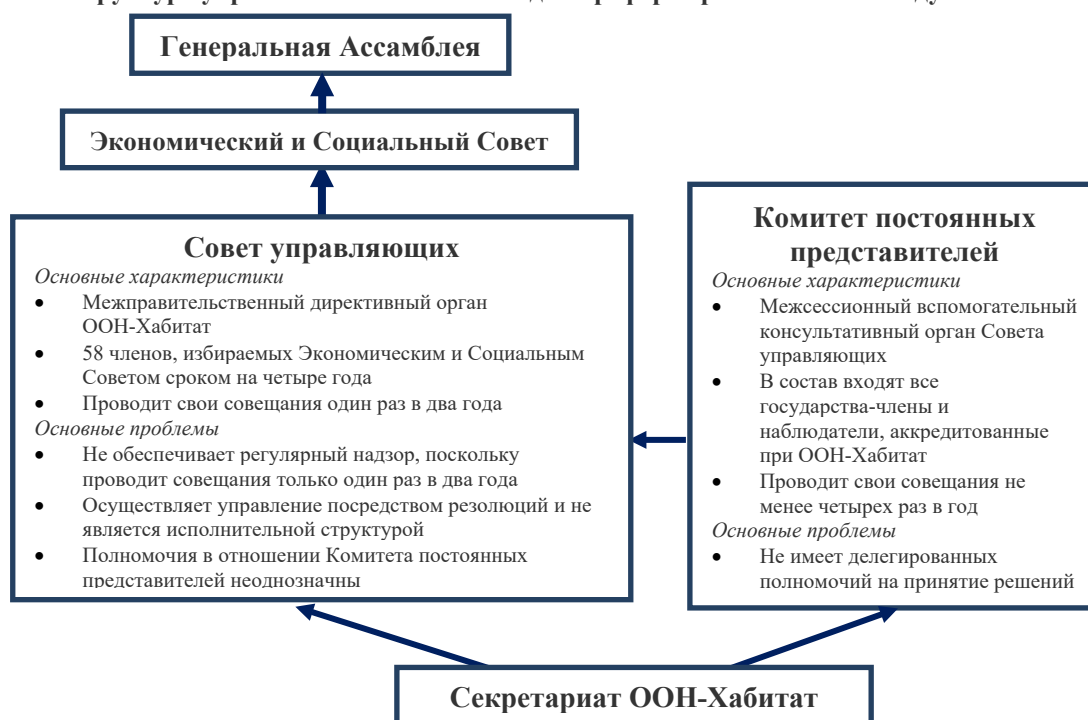 Генеральная Ассамблея
Экономический и Социальный Совет
Совет управляющих
Основные характеристики
• Межправительственный директивный орган
ООН-Хабитат
• 58 членов, избираемых Экономическим и Социальным
Советом сроком на четыре года
• Проводит свои совещания один раз в два года
Основные проблемы
• Не обеспечивает регулярный надзор, поскольку
проводит совещания только один раз в два года
• Осуществляет управление посредством резолюций и не
является исполнительной структурой
• Полномочия в отношении Комитета постоянных
представителей неоднозначны
Комитет постоянных
представителей
Основные характеристики
• Межсессионный вспомогательный
консультативный орган Совета
управляющих
• В состав входят все
государства-члены и
наблюдатели, аккредитованные
при ООН-Хабитат
• Проводит свои совещания не
менее четырех раз в год
Основные проблемы
• Не имеет делегированных
полномочий на принятие решений
Секретариат ООН-Хабитат